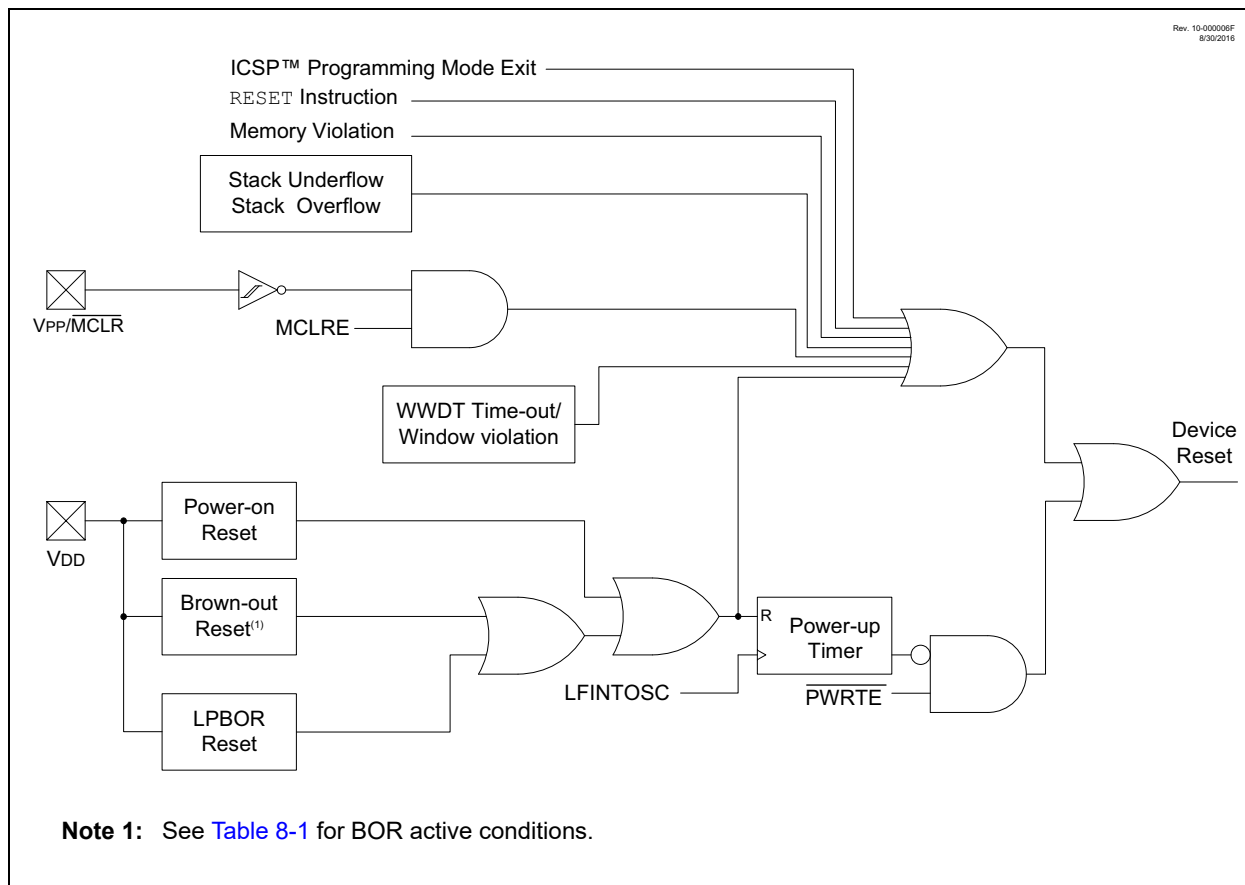 Rev. 10-000006F
8/30/2016
ICSP™ Programming Mode Exit
RESET Instruction
Memory Violation
Stack Underflow
Stack Overflow
VPP/MCLR
MCLRE
WWDT Time-out/
Window violation
Device
Reset
VDD
Power-on
Reset
Brown-out
Reset(1)
LPBOR
Reset
R
Power-up
Timer
LFINTOSC
PWRTE
Note 1: See Table 8-1 for BOR active conditions.